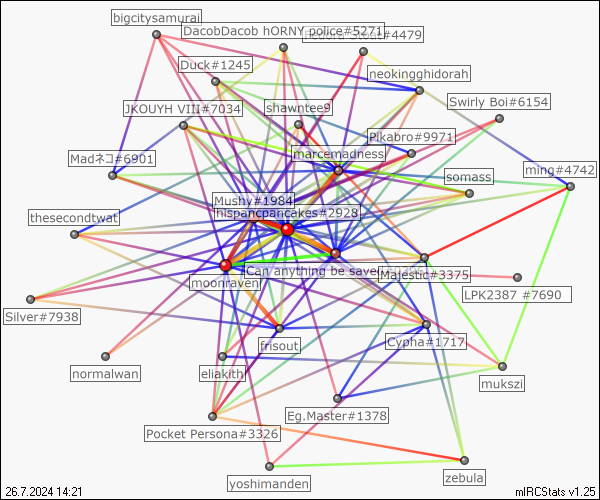 bigcitysamurai
DacobDacob hORNY police#5271
#4479
Duck#1245
neokingghidorah
JKOUYH VIII#7034
shawntee9
Swirly Boi#6154
Pikabro#9971
Madネコ#6901
marcemadness
ming#4742
somass
Mushy#1984
hispancpancakes#2928
thesecondtwat
Can anything be save
Majestic#3375
moonraven
LPK2387 #7690
Silver#7938
frisout
Cypha#1717
normalwan
eliakith
mukszi
Eg.Master#1378
Pocket Persona#3326
yoshimanden
zebula
26.7.2024 14:21
mIRCStats v1.25